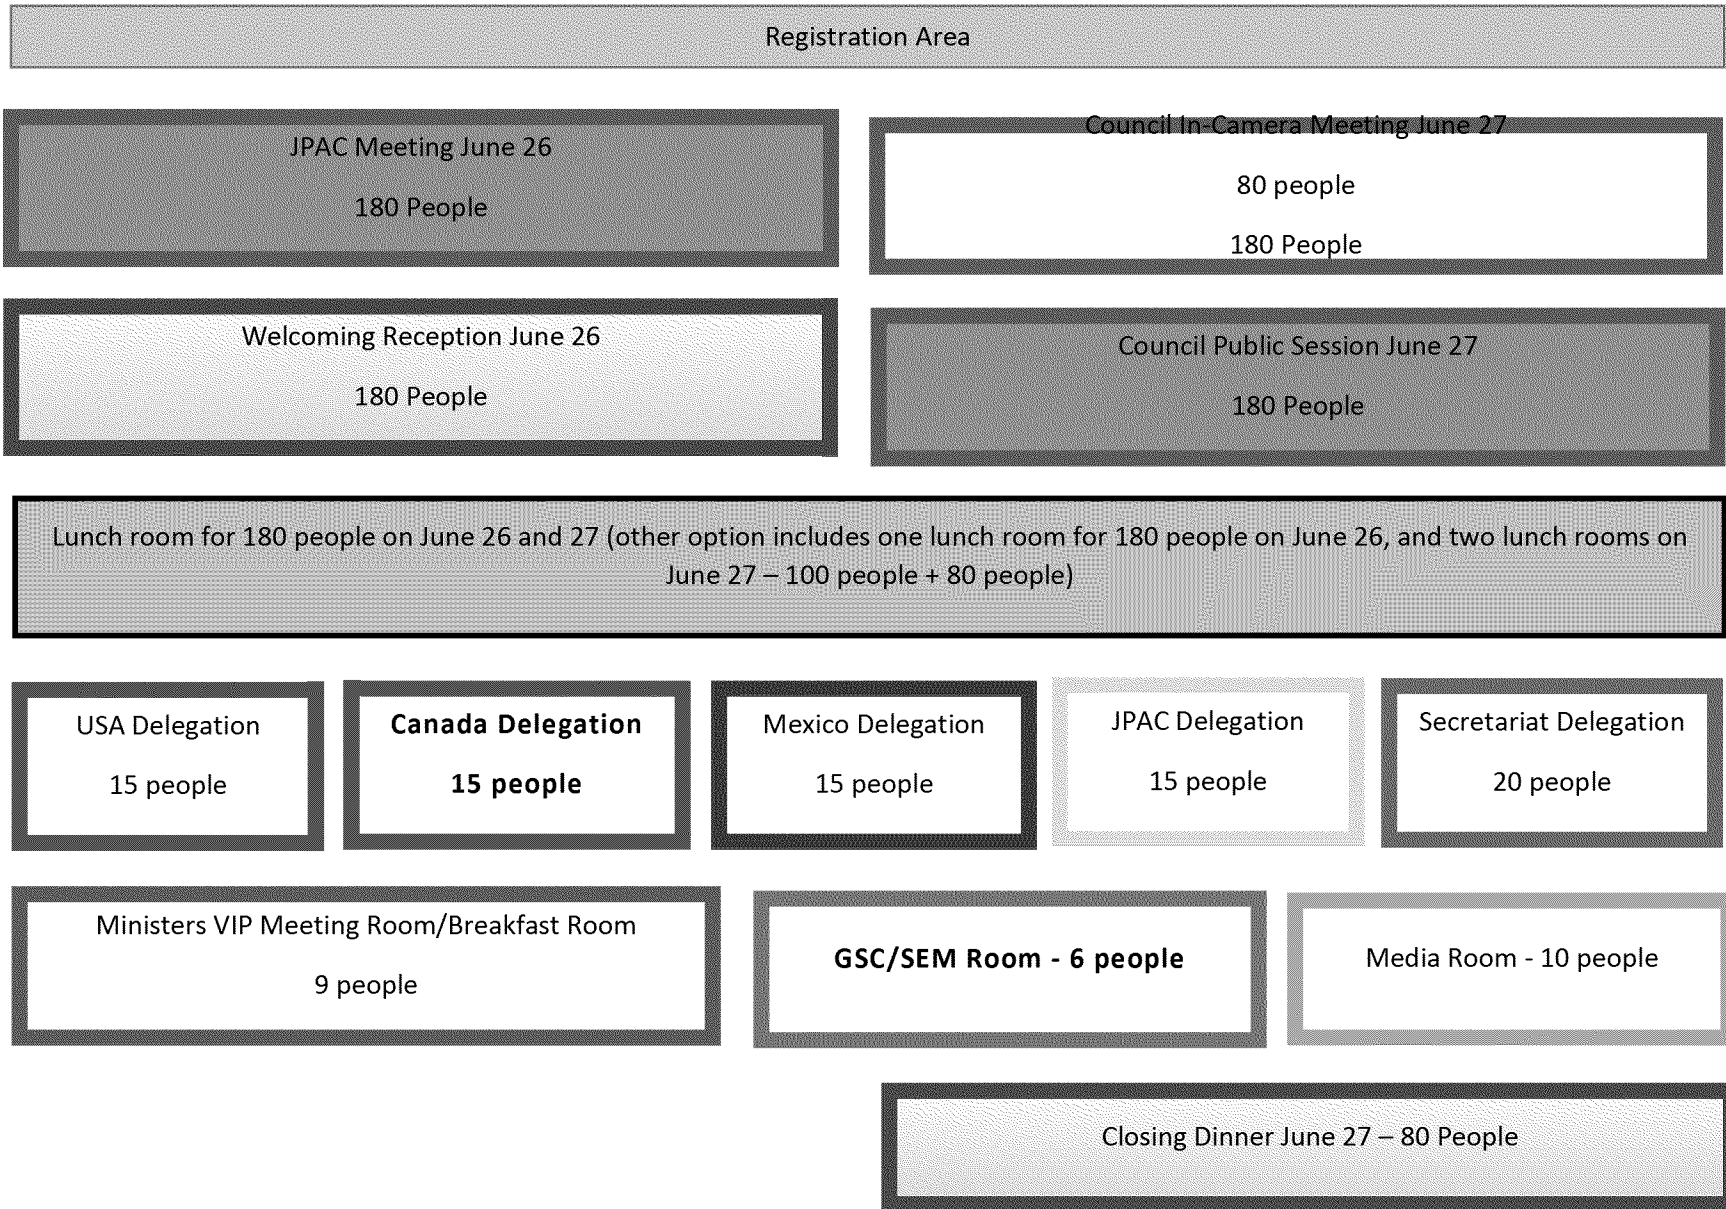 Registration Area
JPAC Meeting June 26
180 People
Council In-Camera Meeting June 27
80 people
180 People
Welcoming Reception June 26
180 People
Council Public Session June 27
180 People
Lunch room for 180 people on June 26 and 27 (other option includes one lunch room for 180 people on June 26, and two lunch rooms on
June 27 – 100 people + 80 people)
USA Delegation
15 people
Canada Delegation
15 people
Mexico Delegation
15 people
JPAC Delegation
15 people
Secretariat Delegation
20 people
Ministers VIP Meeting Room/Breakfast Room
9 people
GSC/SEM Room - 6 people
Media Room - 10 people
Closing Dinner June 27 – 80 People